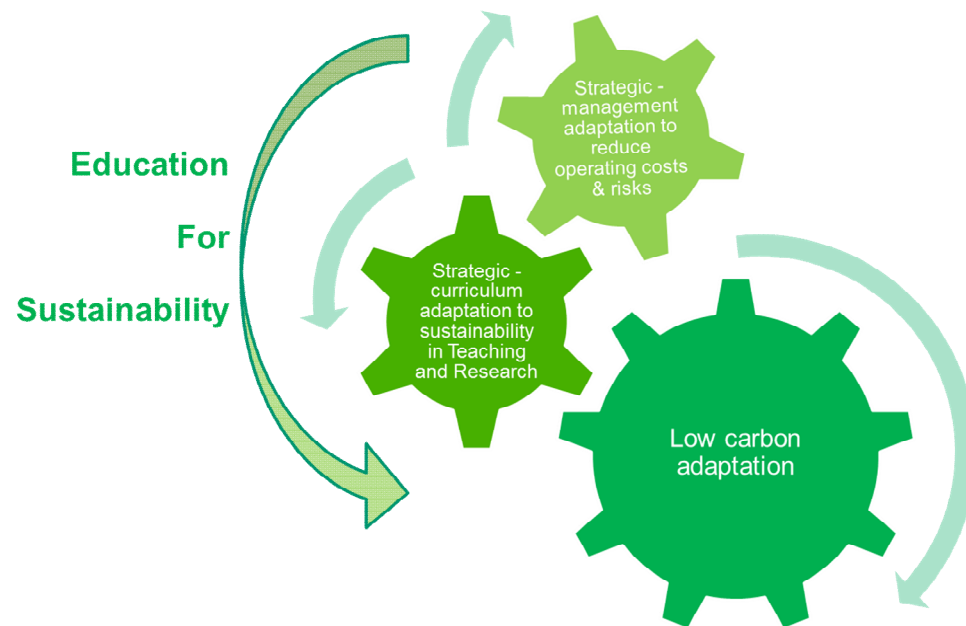 Education
For
Sustainability
Strategic -
management
adaptation to
reduce
operating costs
& risks
Strategic -
curriculum
adaptation to
sustainability
in Teaching
and Research
Low carbon
adaptation